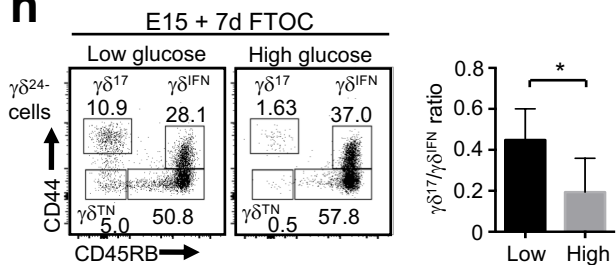 h
E15 + 7d FTOC
Low glucose High glucose
γδ24- cells
γδ17 γδIFN
10.9 28.1
γδTN
5.0 50.8
γδ17 γδIFN
1.63 37.0
0.5 57.8
CD44
CD45RB
γδ17/γδIFN ratio
0.8
0.6
0.4
0.2
0
*
Low High